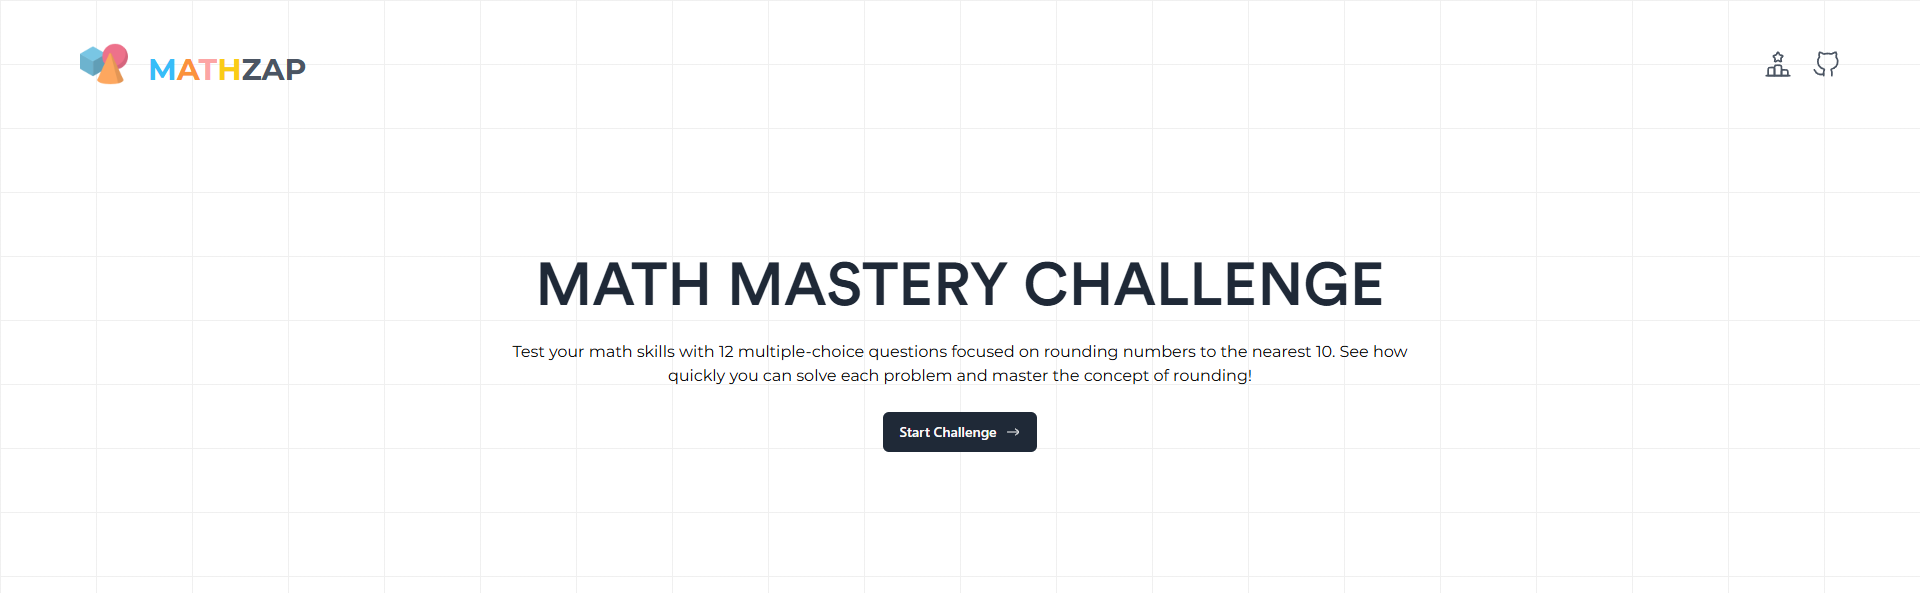 MATHZAP
MATH MASTERY CHALLENGE
Test your math skills with 12 multiple-choice questions focused on rounding numbers to the nearest 10. See how
quickly you can solve each problem and master the concept of rounding!
Start Challenge